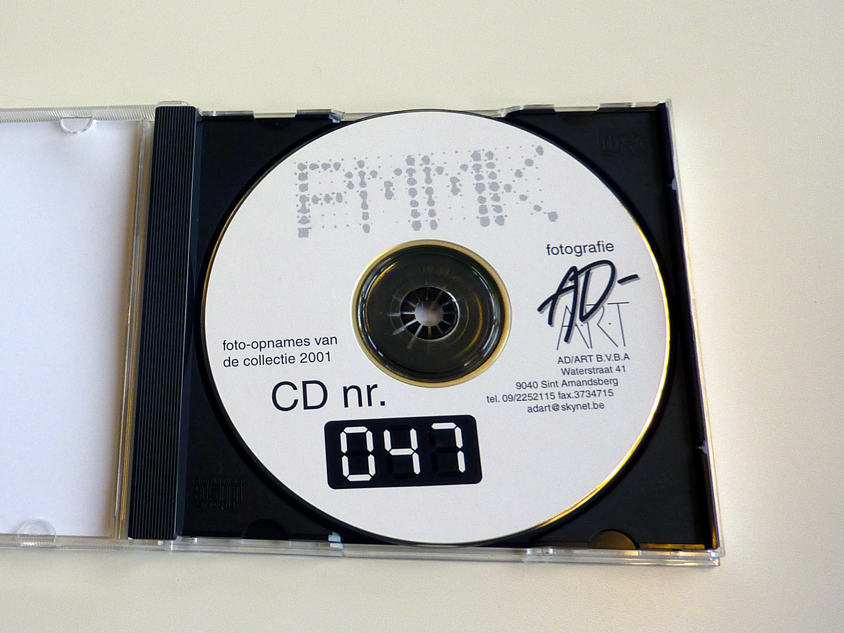 PMMK
fotografie
AD-
ART
foto-opnames van
de collectie 2001
AD/ART B.V.B.A
Waterstraat 41
9040 Sint Amandsberg
tel. 09/2252115 fax.3734715
adart@skynet.be
CD nr.
047